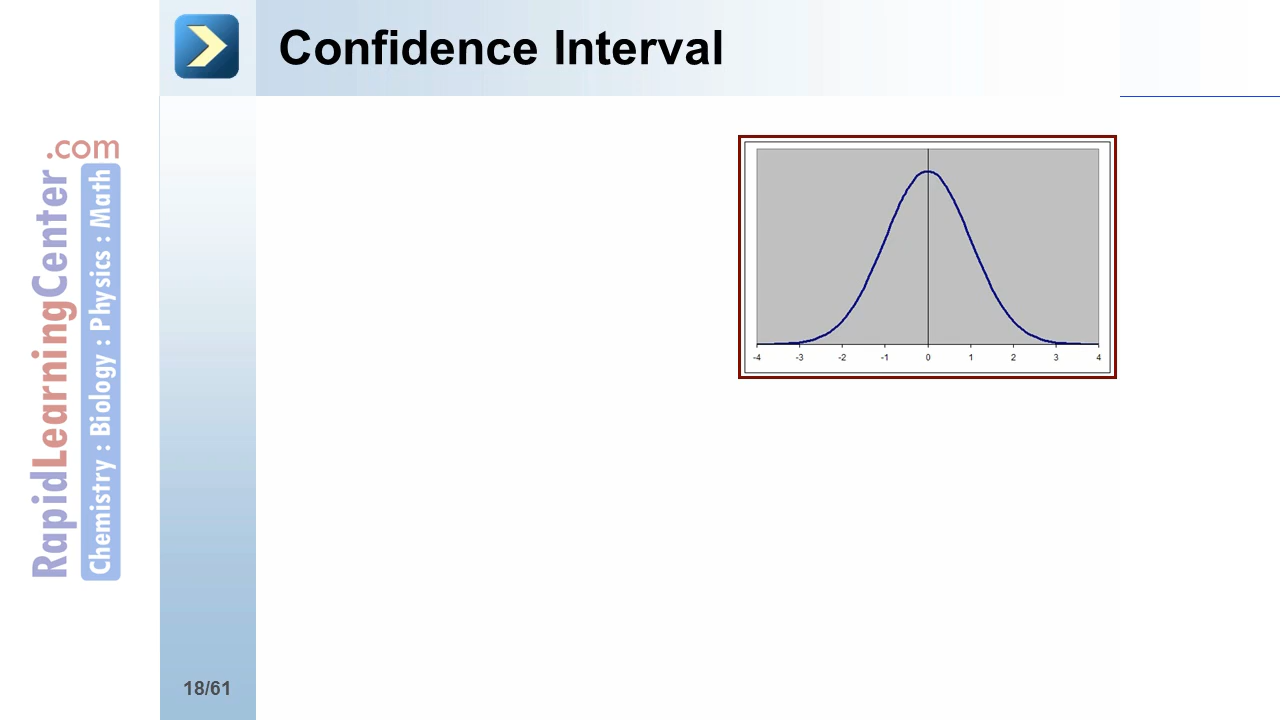 Confidence Interval
.com
RapidLearningCenter
Chemistry : Biology : Physics : Math
-4 -3 -2 -1 0 1 2 3 4
18/61